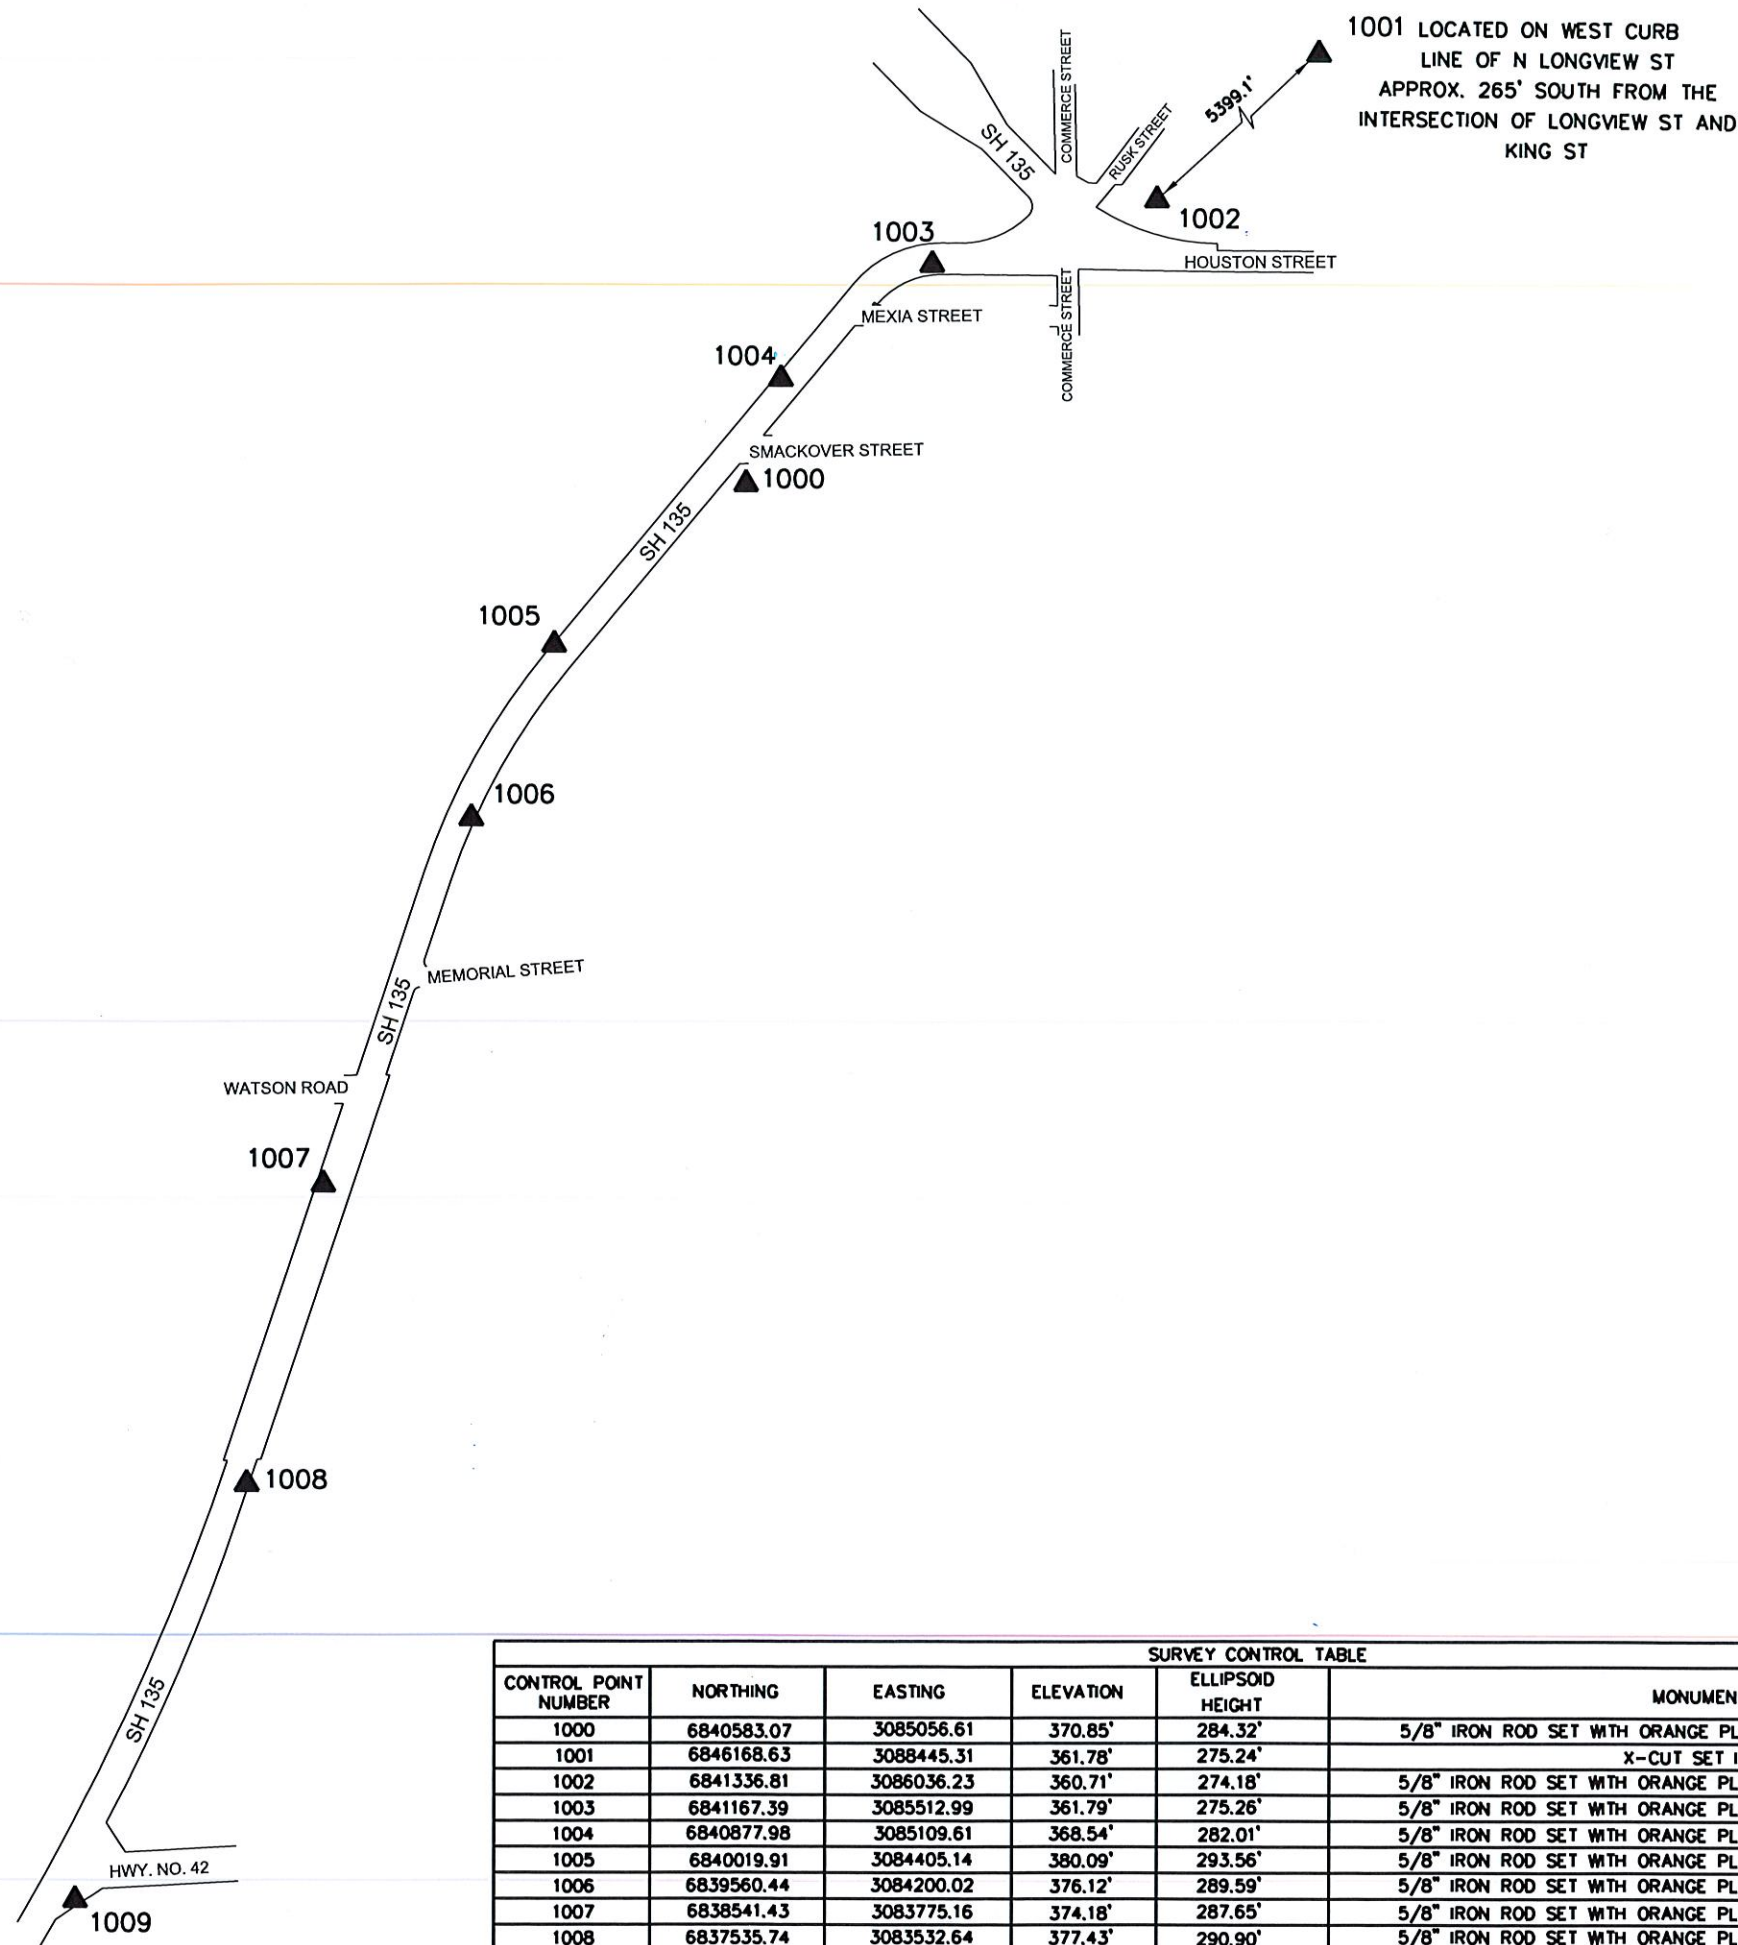 1001 LOCATED ON WEST CURB
LINE OF N LONGVIEW ST
APPROX. 265' SOUTH FROM THE
INTERSECTION OF LONGVIEW ST AND
KING ST
5399.1'
COMMERCE STREET
RUSK STREET
SH 135
1002
1003
HOUSTON STREET
MEXIA STREET
COMMERCE STREET
1004
SMACKOVER STREET
1000
SH 135
1005
1006
MEMORIAL STREET
SH 135
WATSON ROAD
1007
1008
SH 135
HWY. NO. 42
1009
SURVEY CONTROL TABLE
CONTROL POINT NUMBER NORTHING EASTING ELEVATION ELLIPSOID HEIGHT MONUMEN
1000 6840583.07 3085056.61 370.85' 284.32' 5/8" IRON ROD SET WITH ORANGE PL
1001 6846168.63 3088445.31 361.78' 275.24' X-CUT SET I
1002 6841336.81 3086036.23 360.71' 274.18' 5/8" IRON ROD SET WITH ORANGE PL
1003 6841167.39 3085512.99 361.79' 275.26' 5/8" IRON ROD SET WITH ORANGE PL
1004 6840877.98 3085109.61 368.54' 282.01' 5/8" IRON ROD SET WITH ORANGE PL
1005 6840019.91 3084405.14 380.09' 293.56' 5/8" IRON ROD SET WITH ORANGE PL
1006 6839560.44 3084200.02 376.12' 289.59' 5/8" IRON ROD SET WITH ORANGE PL
1007 6838541.43 3083775.16 374.18' 287.65' 5/8" IRON ROD SET WITH ORANGE PL
1008 6837535.74 3083532.64 377.43' 290.90' 5/8" IRON ROD SET WITH ORANGE PL